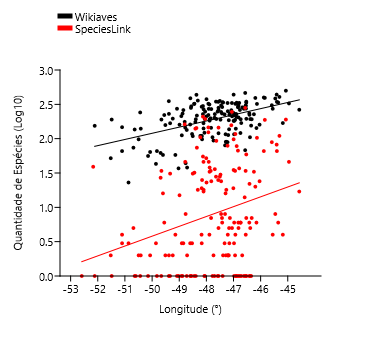 Wikiaves
SpeciesLink
Quantidade de Espécies (Log10)
3.0
2.5
2.0
1.5
1.0
0.5
0.0
-53 -52 -51 -50 -49 -48 -47 -46 -45
Longitude (°)